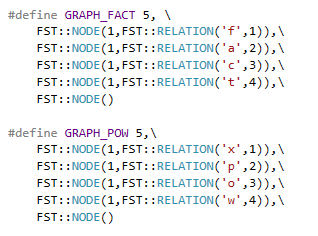 #define GRAPH_FACT 5, \
    FST::NODE(1,FST::RELATION('f',1)),\
    FST::NODE(1,FST::RELATION('a',2)),\
    FST::NODE(1,FST::RELATION('c',3)),\
    FST::NODE(1,FST::RELATION('t',4)),\
    FST::NODE()

#define GRAPH_POW 5,\
    FST::NODE(1,FST::RELATION('x',1)),\
    FST::NODE(1,FST::RELATION('p',2)),\
    FST::NODE(1,FST::RELATION('o',3)),\
    FST::NODE(1,FST::RELATION('w',4)),\
    FST::NODE()